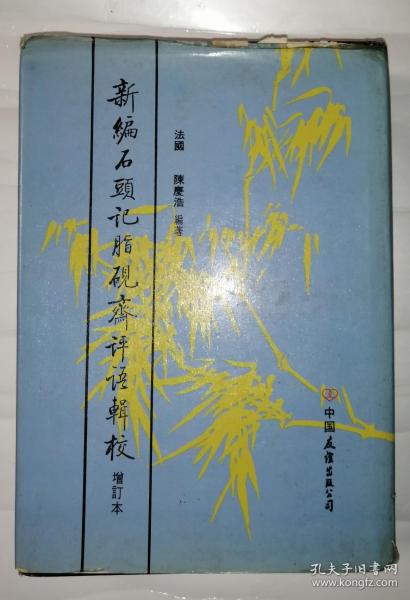 新編石頭記脂硯齋評語輯校
增訂本
法國 陳慶浩 編著
中国友谊出版公司
孔夫子旧书网
www.kongfz.com